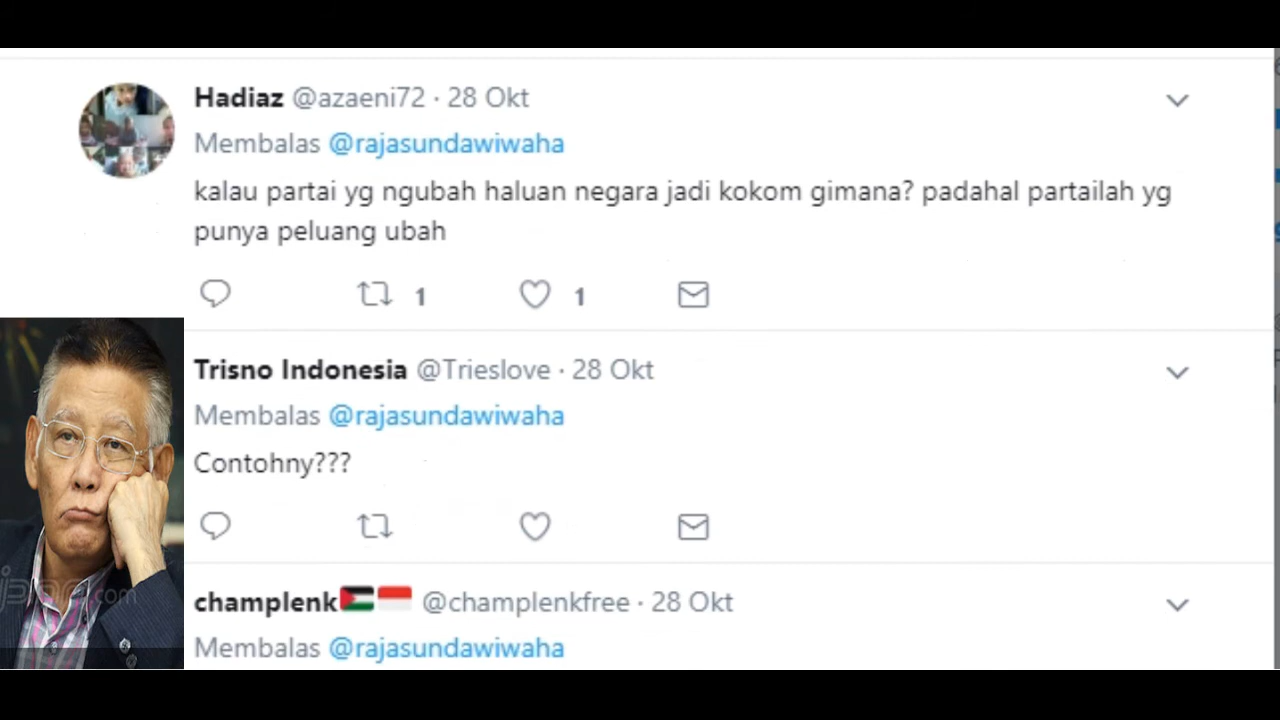 Hadiaz @azaeni72 · 28 Okt
Membalas @rajasundawiwaha
kalau partai yg ngubah haluan negara jadi kokom gimana? padahal partailah yg
punya peluang ubah
1 1
Trisno Indonesia @Trieslove · 28 Okt
Membalas @rajasundawiwaha
Contohny???
champlenk @champlenkfree · 28 Okt
Membalas @rajasundawiwaha